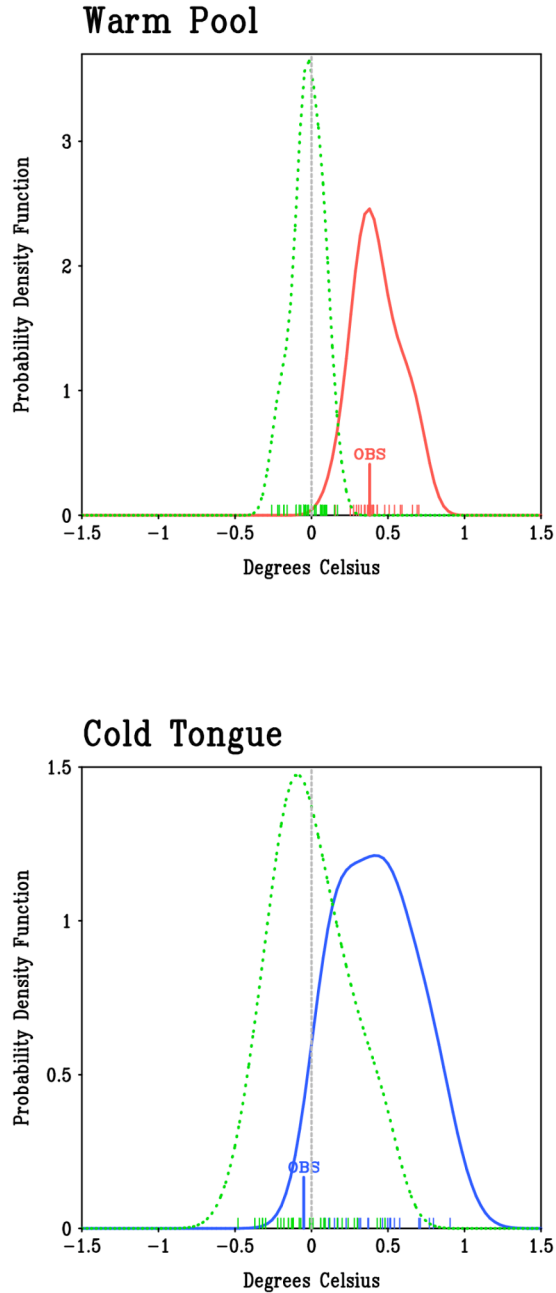 Warm Pool
Probability Density Function
3
2
1
0
OBS
−1.5 −1 −0.5 0 0.5 1 1.5
Degrees Celsius
Cold Tongue
Probability Density Function
1.5
1
0.5
0
OBS
−1.5 −1 −0.5 0 0.5 1 1.5
Degrees Celsius